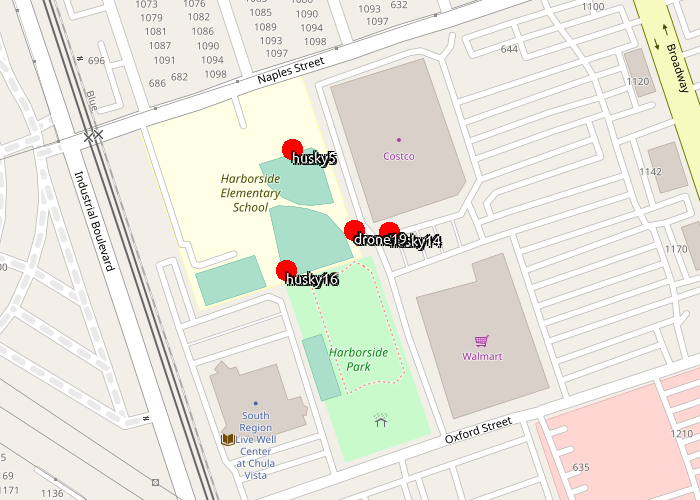 1073
1079
1081
1087
1091
1076
1082
1086
1090
1094
1098
696
686
682
1085
1089
1093
1097
1090
1094
1098
1093
1097
632
1100
644
Naples Street
Broadway
1120
1142
1170
Blue
Industrial Boulevard
Costco
husky5
Harborside
Elementary
School
drone19
husky14
husky16
Walmart
Harborside
Park
South
Region
Live Well
Center
at Chula
Vista
Oxford Street
1210
635
169
1171
1136